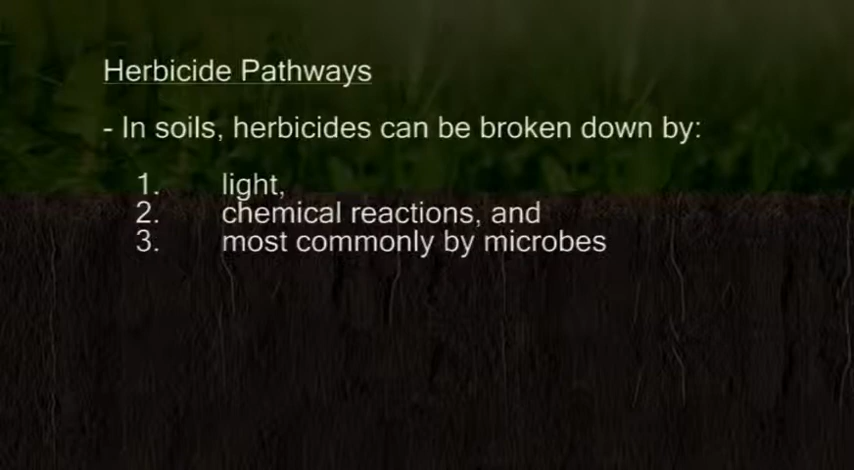 Herbicide Pathways
- In soils, herbicides can be broken down by:
1. light,
2. chemical reactions, and
3. most commonly by microbes